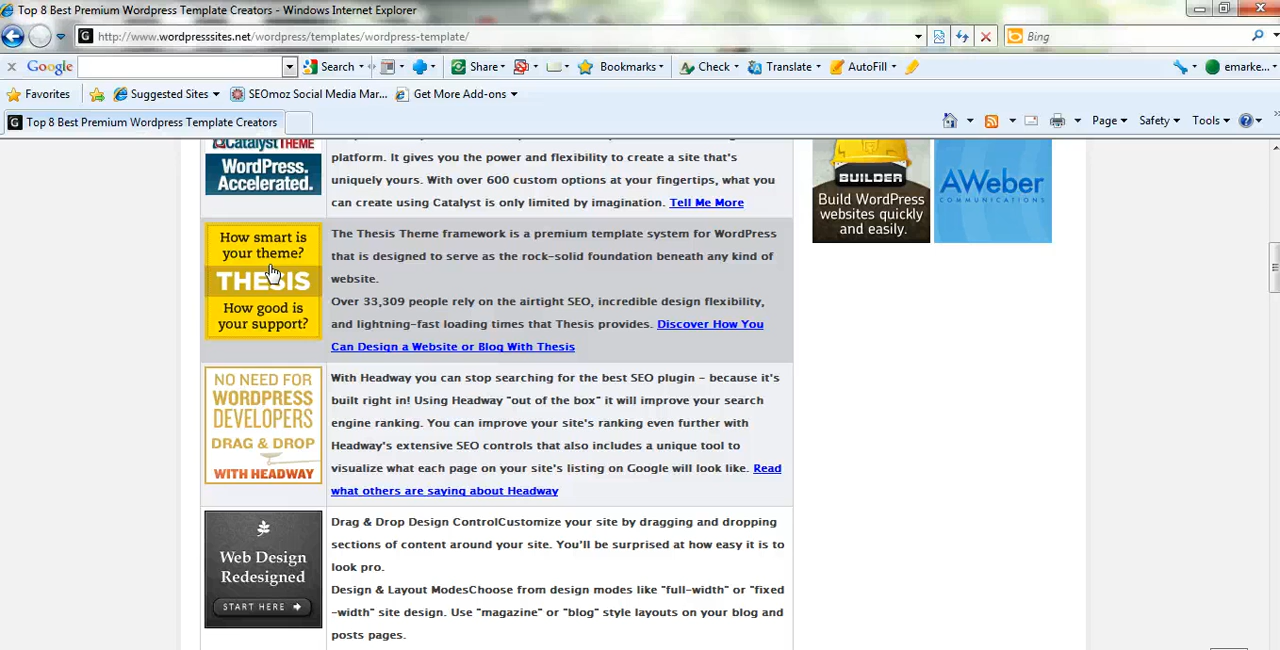 Top 8 Best Premium Wordpress Template Creators - Windows Internet Explorer
http://www.wordpresssites.net/wordpress/templates/wordpress-template/
Bing
Google
Search
Share
Bookmarks
Check
Translate
AutoFill
emarke...
Favorites
Suggested Sites
SEOmoz Social Media Mar...
Get More Add-ons
Top 8 Best Premium Wordpress Template Creators
Page
Safety
Tools
Catalyst THEME
WordPress.
Accelerated.
platform. It gives you the power and flexibility to create a site that's
uniquely yours. With over 600 custom options at your fingertips, what you
can create using Catalyst is only limited by imagination. Tell Me More
BUILDER
Build WordPress
websites quickly
and easily.
AWeber
COMMUNICATIONS
How smart is
your theme?
THESIS
How good is
your support?
The Thesis Theme framework is a premium template system for WordPress
that is designed to serve as the rock-solid foundation beneath any kind of
website.
Over 33,309 people rely on the airtight SEO, incredible design flexibility,
and lightning-fast loading times that Thesis provides. Discover How You
Can Design a Website or Blog With Thesis
NO NEED FOR
WORDPRESS
DEVELOPERS
DRAG & DROP
WITH HEADWAY
With Headway you can stop searching for the best SEO plugin – because it's
built right in! Using Headway "out of the box" it will improve your search
engine ranking. You can improve your site's ranking even further with
Headway's extensive SEO controls that also includes a unique tool to
visualize what each page on your site's listing on Google will look like. Read
what others are saying about Headway
Web Design
Redesigned
START HERE
Drag & Drop Design ControlCustomize your site by dragging and dropping
sections of content around your site. You'll be surprised at how easy it is to
look pro.
Design & Layout ModesChoose from design modes like "full-width" or "fixed
-width" site design. Use "magazine" or "blog" style layouts on your blog and
posts pages.